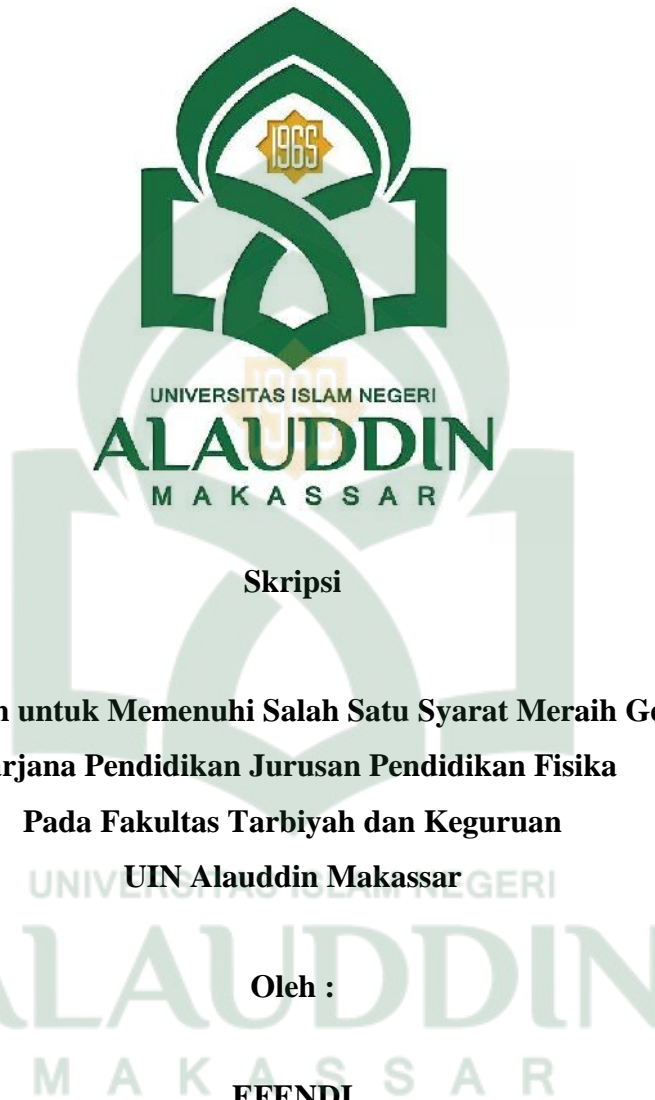 1965
UNIVERSITAS ISLAM NEGERI
ALAUDDIN
MAKASSAR
Skripsi
untuk Memenuhi Salah Satu Syarat Meraih
Pendidikan Jurusan Pendidikan Fisika
Pada Fakultas Tarbiyah dan Keguruan
UIN Alauddin Makassar
Oleh :
EFENDI